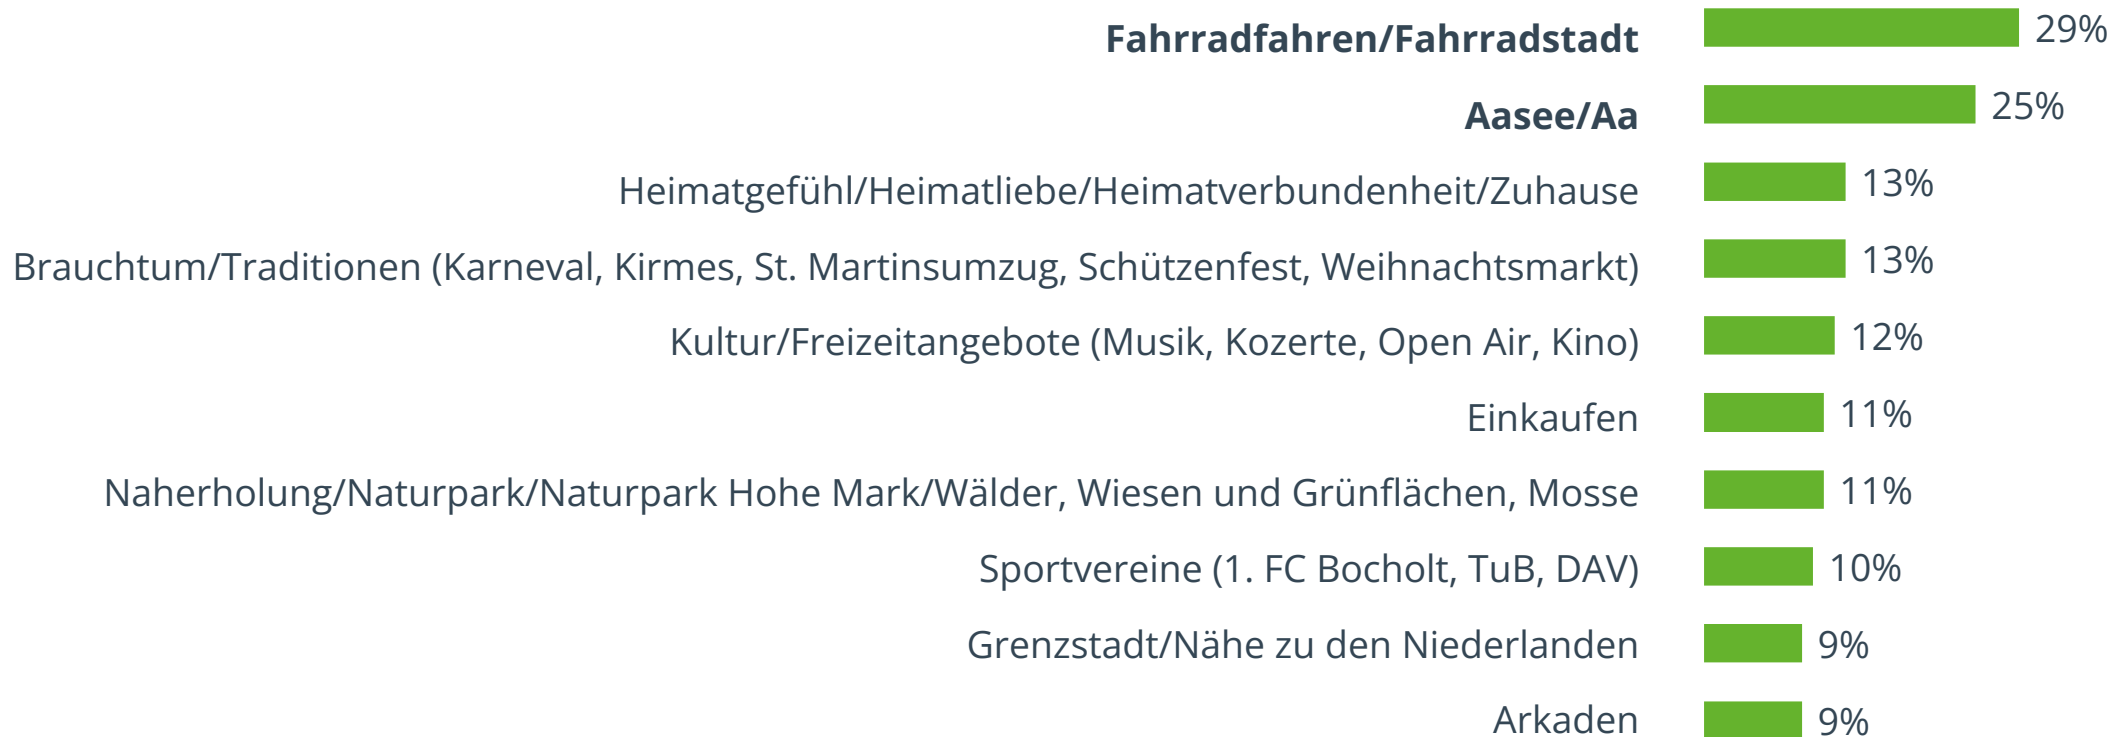 Fahrradfahren/Fahrradstadt 29%
Aasee/Aa 25%
Heimatgefühl/Heimatliebe/Heimatverbundenheit/Zuhause 13%
Brauchtum/Traditionen (Karneval, Kirmes, St. Martinsumzug, Schützenfest, Weihnachtsmarkt) 13%
Kultur/Freizeitangebote (Musik, Kozerte, Open Air, Kino) 12%
Einkaufen 11%
Naherholung/Naturpark/Naturpark Hohe Mark/Wälder, Wiesen und Grünflächen, Mosse 11%
Sportvereine (1. FC Bocholt, TuB, DAV) 10%
Grenzstadt/Nähe zu den Niederlanden 9%
Arkaden 9%